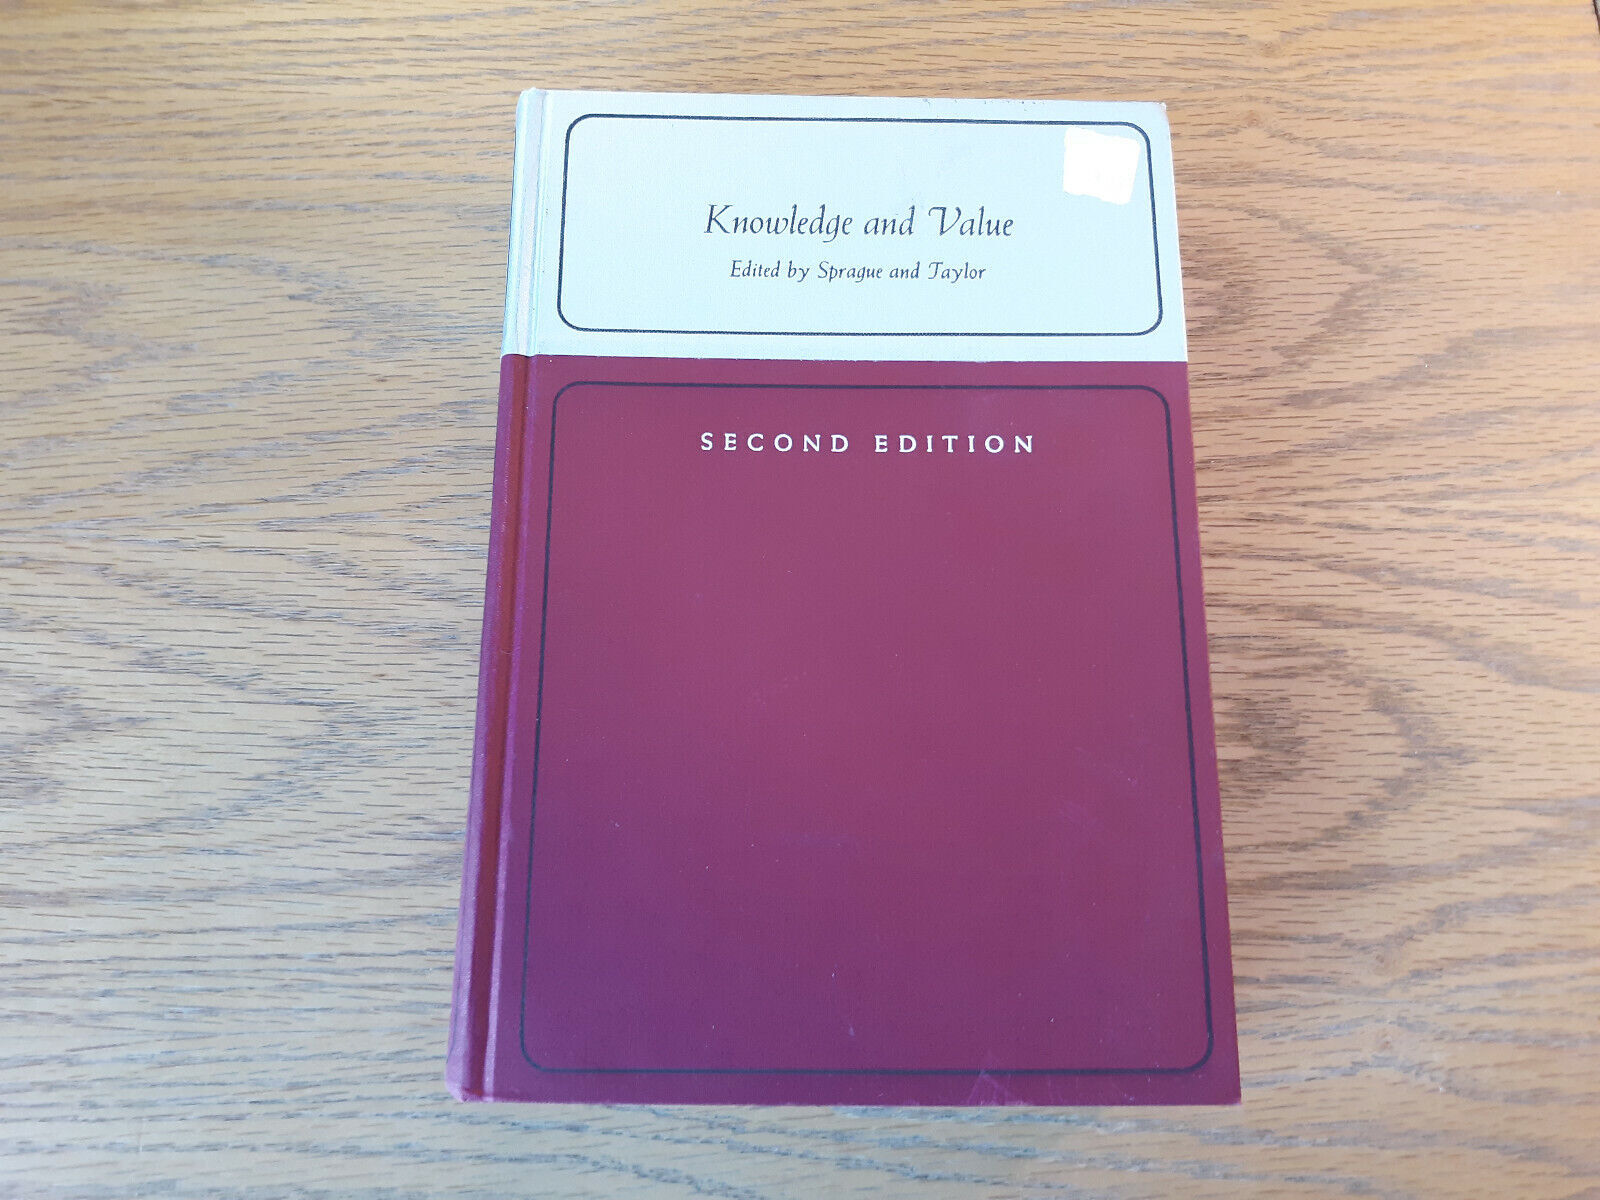 Knowledge and Value
Edited by Sprague and Taylor
SECOND EDITION